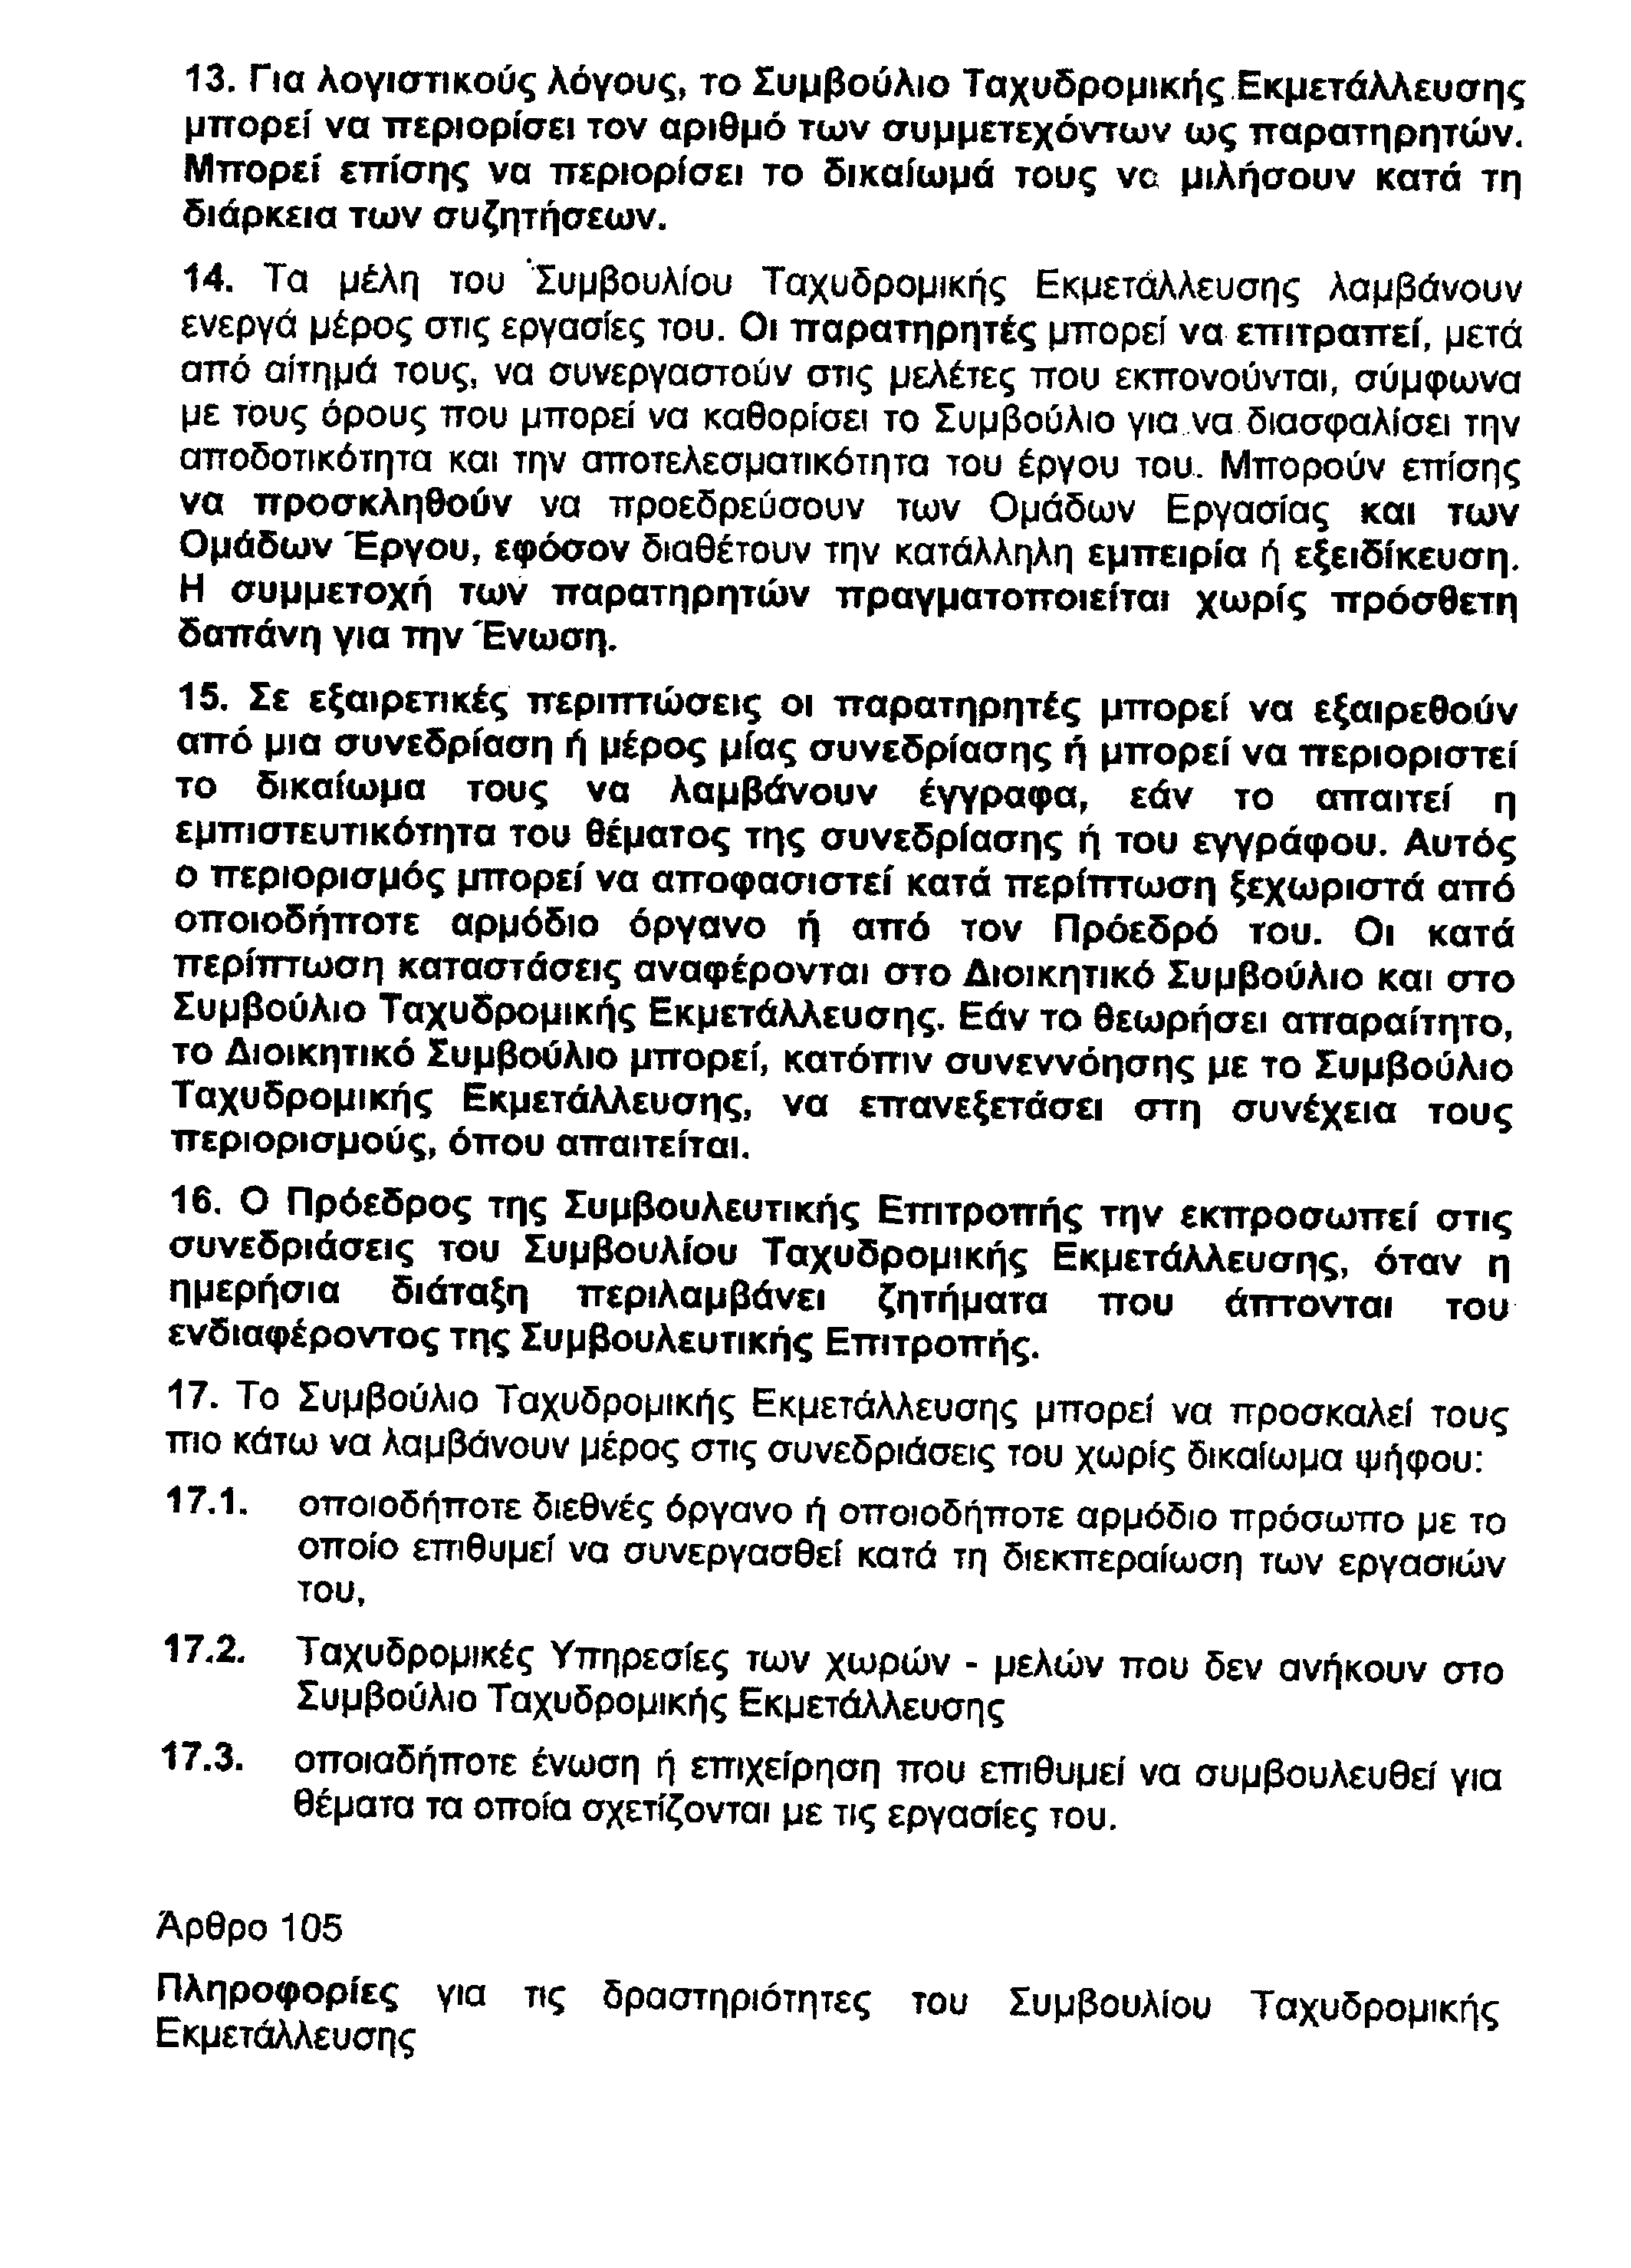 13. Για λογιστικούς λόγους, το Συμβούλιο Ταχυδρομικής Εκμετάλλευσης
μπορεί να περιορίσει τον αριθμό των συμμετεχόντων ως παρατηρητών.
Μπορεί επίσης να περιορίσει το δικαίωμά τους να μιλήσουν κατά τη
διάρκεια των συζητήσεων.
14. Τα μέλη του Συμβουλίου Ταχυδρομικής Εκμετάλλευσης λαμβάνουν
ενεργά μέρος στις εργασίες του. Οι παρατηρητές μπορεί να επιτραπεί, μετά
από αίτημά τους, να συνεργαστούν στις μελέτες που εκπονούνται, σύμφωνα
με τους όρους που μπορεί να καθορίσει το Συμβούλιο για να διασφαλίσει την
αποδοτικότητα και την αποτελεσματικότητα του έργου του. Μπορούν επίσης
να προσκληθούν να προεδρεύσουν των Ομάδων Εργασίας και των
Ομάδων Έργου, εφόσον διαθέτουν την κατάλληλη εμπειρία ή εξειδίκευση.
Η συμμετοχή των παρατηρητών πραγματοποιείται χωρίς πρόσθετη
δαπάνη για την Ένωση.
15. Σε εξαιρετικές περιπτώσεις οι παρατηρητές μπορεί να εξαιρεθούν
από μια συνεδρίαση ή μέρος μίας συνεδρίασης ή μπορεί να περιοριστεί
το δικαίωμα τους να λαμβάνουν έγγραφα, εάν το απαιτεί η
εμπιστευτικότητα του θέματος της συνεδρίασης ή του εγγράφου. Αυτός
ο περιορισμός μπορεί να αποφασιστεί κατά περίπτωση ξεχωριστά από
οποιοδήποτε αρμόδιο όργανο ή από τον Πρόεδρό του. Οι κατά
περίπτωση καταστάσεις αναφέρονται στο Διοικητικό Συμβούλιο και στο
Συμβούλιο Ταχυδρομικής Εκμετάλλευσης. Εάν το θεωρήσει απαραίτητο,
το Διοικητικό Συμβούλιο μπορεί, κατόπιν συνεννόησης με το Συμβούλιο
Ταχυδρομικής Εκμετάλλευσης, να επανεξετάσει στη συνέχεια τους
περιορισμούς, όπου απαιτείται.
16. Ο Πρόεδρος της Συμβουλευτικής Επιτροπής την εκπροσωπεί στις
συνεδριάσεις του Συμβουλίου Ταχυδρομικής Εκμετάλλευσης, όταν η
ημερήσια διάταξη περιλαμβάνει ζητήματα που άπτονται του
ενδιαφέροντος της Συμβουλευτικής Επιτροπής.
17. Το Συμβούλιο Ταχυδρομικής Εκμετάλλευσης μπορεί να προσκαλεί τους
πιο κάτω να λαμβάνουν μέρος στις συνεδριάσεις του χωρίς δικαίωμα ψήφου:
17.1. οποιοδήποτε διεθνές όργανο ή οποιοδήποτε αρμόδιο πρόσωπο με το
οποίο επιθυμεί να συνεργασθεί κατά τη διεκπεραίωση των εργασιών
του,
17.2. Ταχυδρομικές Υπηρεσίες των χωρών - μελών που δεν ανήκουν στο
Συμβούλιο Ταχυδρομικής Εκμετάλλευσης
17.3. οποιαδήποτε ένωση ή επιχείρηση που επιθυμεί να συμβουλευθεί για
θέματα τα οποία σχετίζονται με τις εργασίες του.
Άρθρο 105
Πληροφορίες για τις δραστηριότητες του Συμβουλίου Ταχυδρομικής
Εκμετάλλευσης